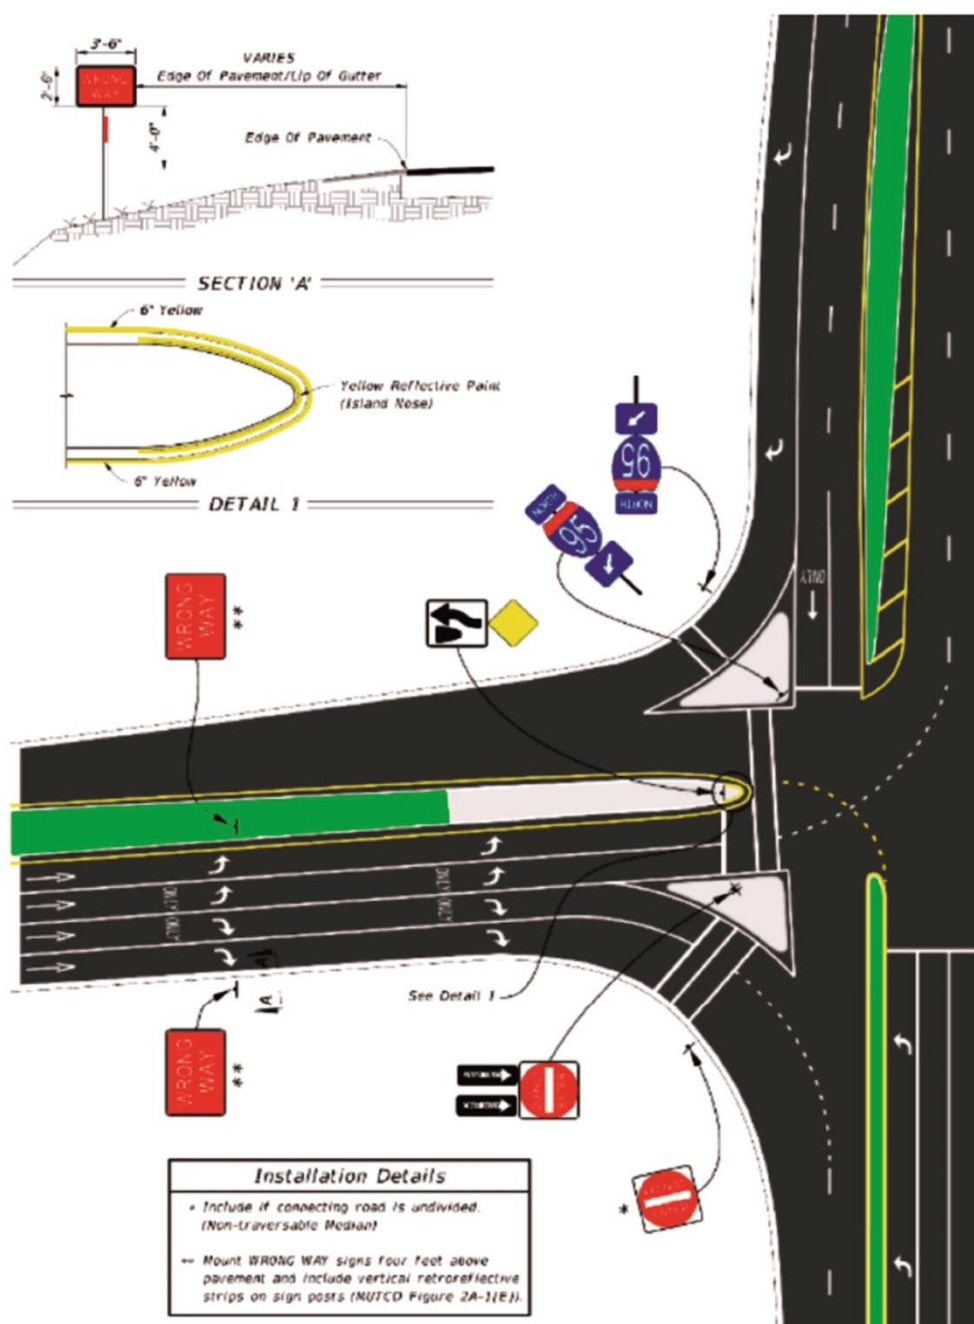 3'-6"
VARIES
Edge Of Pavement/Lip Of Gutter
WRONG
WAY
2'-6"
4'-0"
Edge Of Pavement
SECTION 'A'
6" Yellow
Yellow Reflective Paint
(Island Nose)
6" Yellow
DETAIL 1
95
NORTH
NORTH
95
ONLY
WRONG
WAY
**
ONLY
ONLY
ONLY
ONLY
A
A
See Detail 1
WRONG
WAY
**
*
Installation Details
* Include if connecting road is undivided.
(Non-traversable Median)
** Mount WRONG WAY signs four feet above
pavement and include vertical retroreflective
strips on sign posts (MUTCD Figure 2A-1[E]).